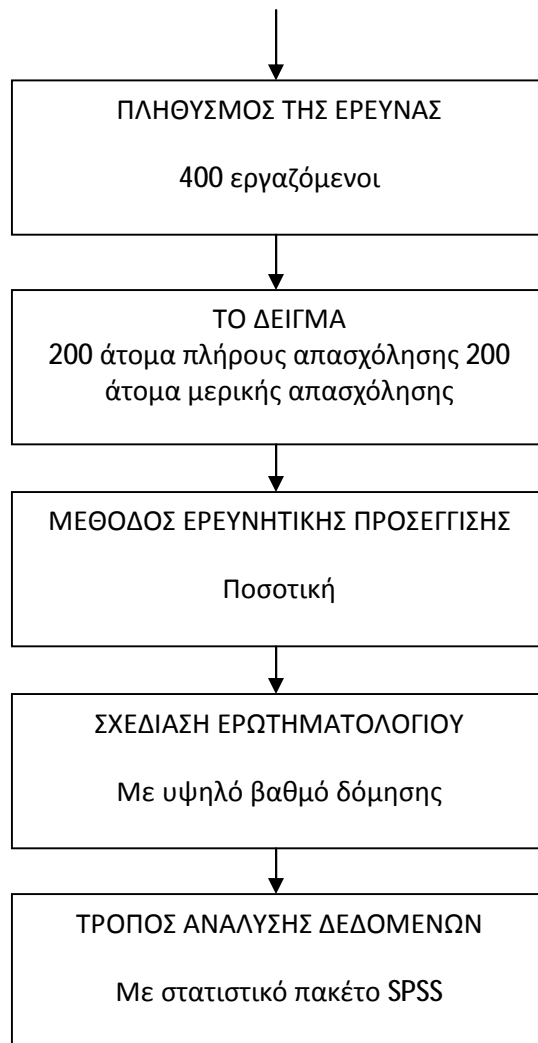 ΠΛΗΘΥΣΜΟΣ ΤΗΣ ΕΡΕΥΝΑΣ
400 εργαζόμενοι
ΤΟ ΔΕΙΓΜΑ
200 άτομα πλήρους απασχόλησης 200
άτομα μερικής απασχόλησης
ΜΕΘΟΔΟΣ ΕΡΕΥΝΗΤΙΚΗΣ ΠΡΟΣΕΓΓΙΣΗΣ
Ποσοτική
ΣΧΕΔΙΑΣΗ ΕΡΩΤΗΜΑΤΟΛΟΓΙΟΥ
Με υψηλό βαθμό δόμησης
ΤΡΟΠΟΣ ΑΝΑΛΥΣΗΣ ΔΕΔΟΜΕΝΩΝ
Με στατιστικό πακέτο SPSS